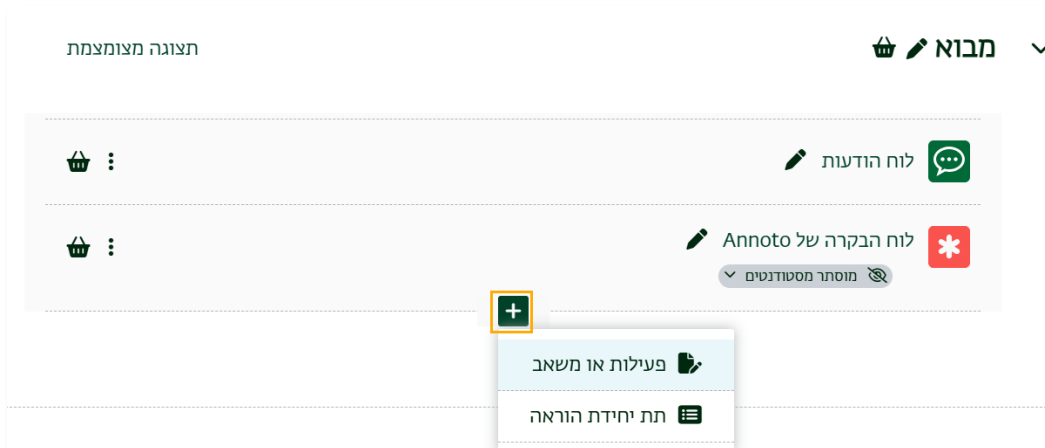 מבוא
תצוגה מצומצמת
לוח הודעות
לוח הבקרה של Annoto
מוסתר מסטודנטים
פעילות או משאב
תת יחידת הוראה